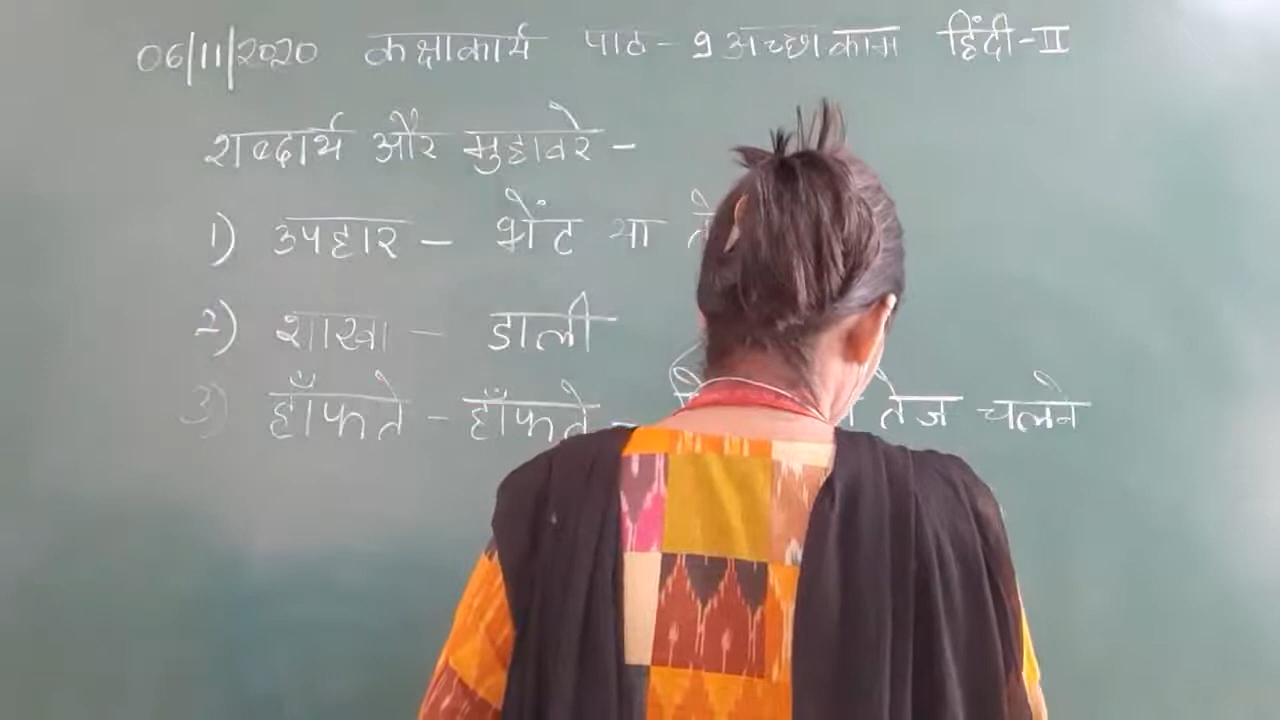 06/11/2020 कक्षाकार्य पाठ- 9 अच्छा काम हिंदी-II
शब्दार्थ और मुहावरे -
1) उपहार - भेंट या
2) शाखा - डाली
3) हाँफते - हाँफते - तेज चलने